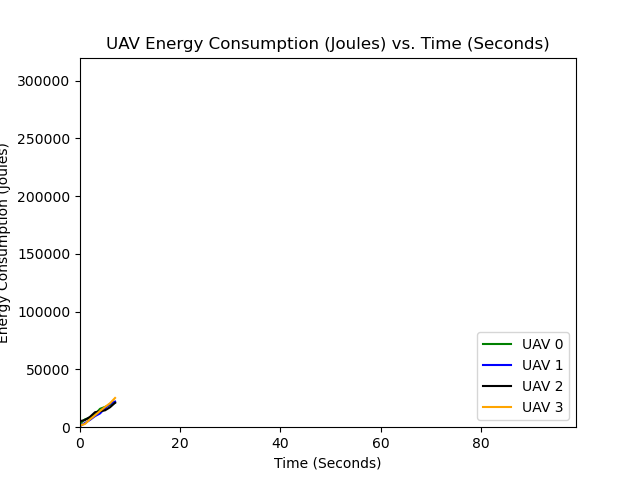 UAV Energy Consumption (Joules) vs. Time (Seconds)
300000
250000
200000
150000
100000
50000
0
Energy Consumption (Joules)
0 20 40 60 80
Time (Seconds)
UAV 0
UAV 1
UAV 2
UAV 3